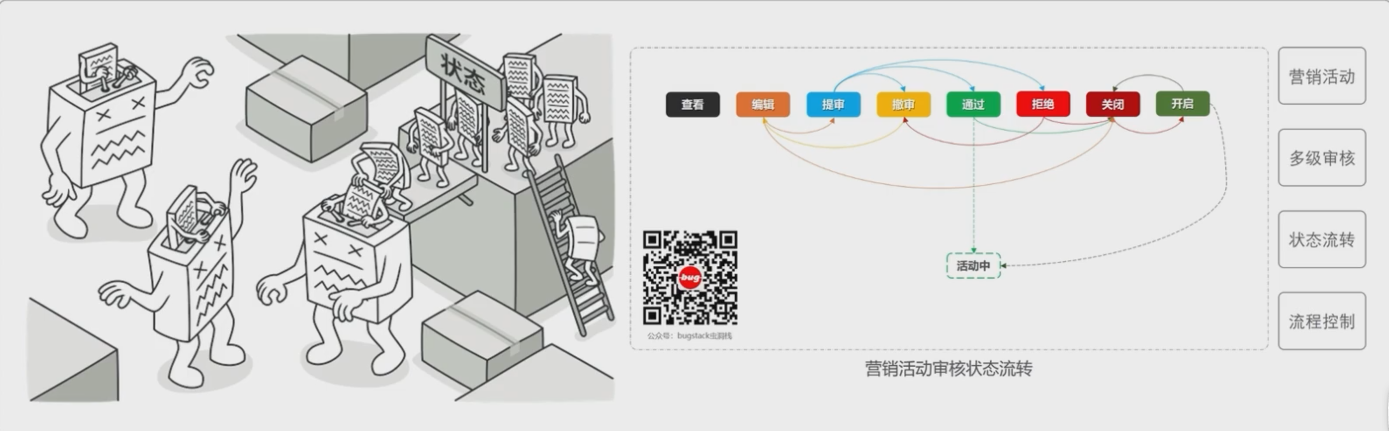 状态
查看
编辑
提审
撤审
通过
拒绝
关闭
开启
活动中
bug
公众号：bugstack虫洞栈
营销活动审核状态流转
营销活动
多级审核
状态流转
流程控制